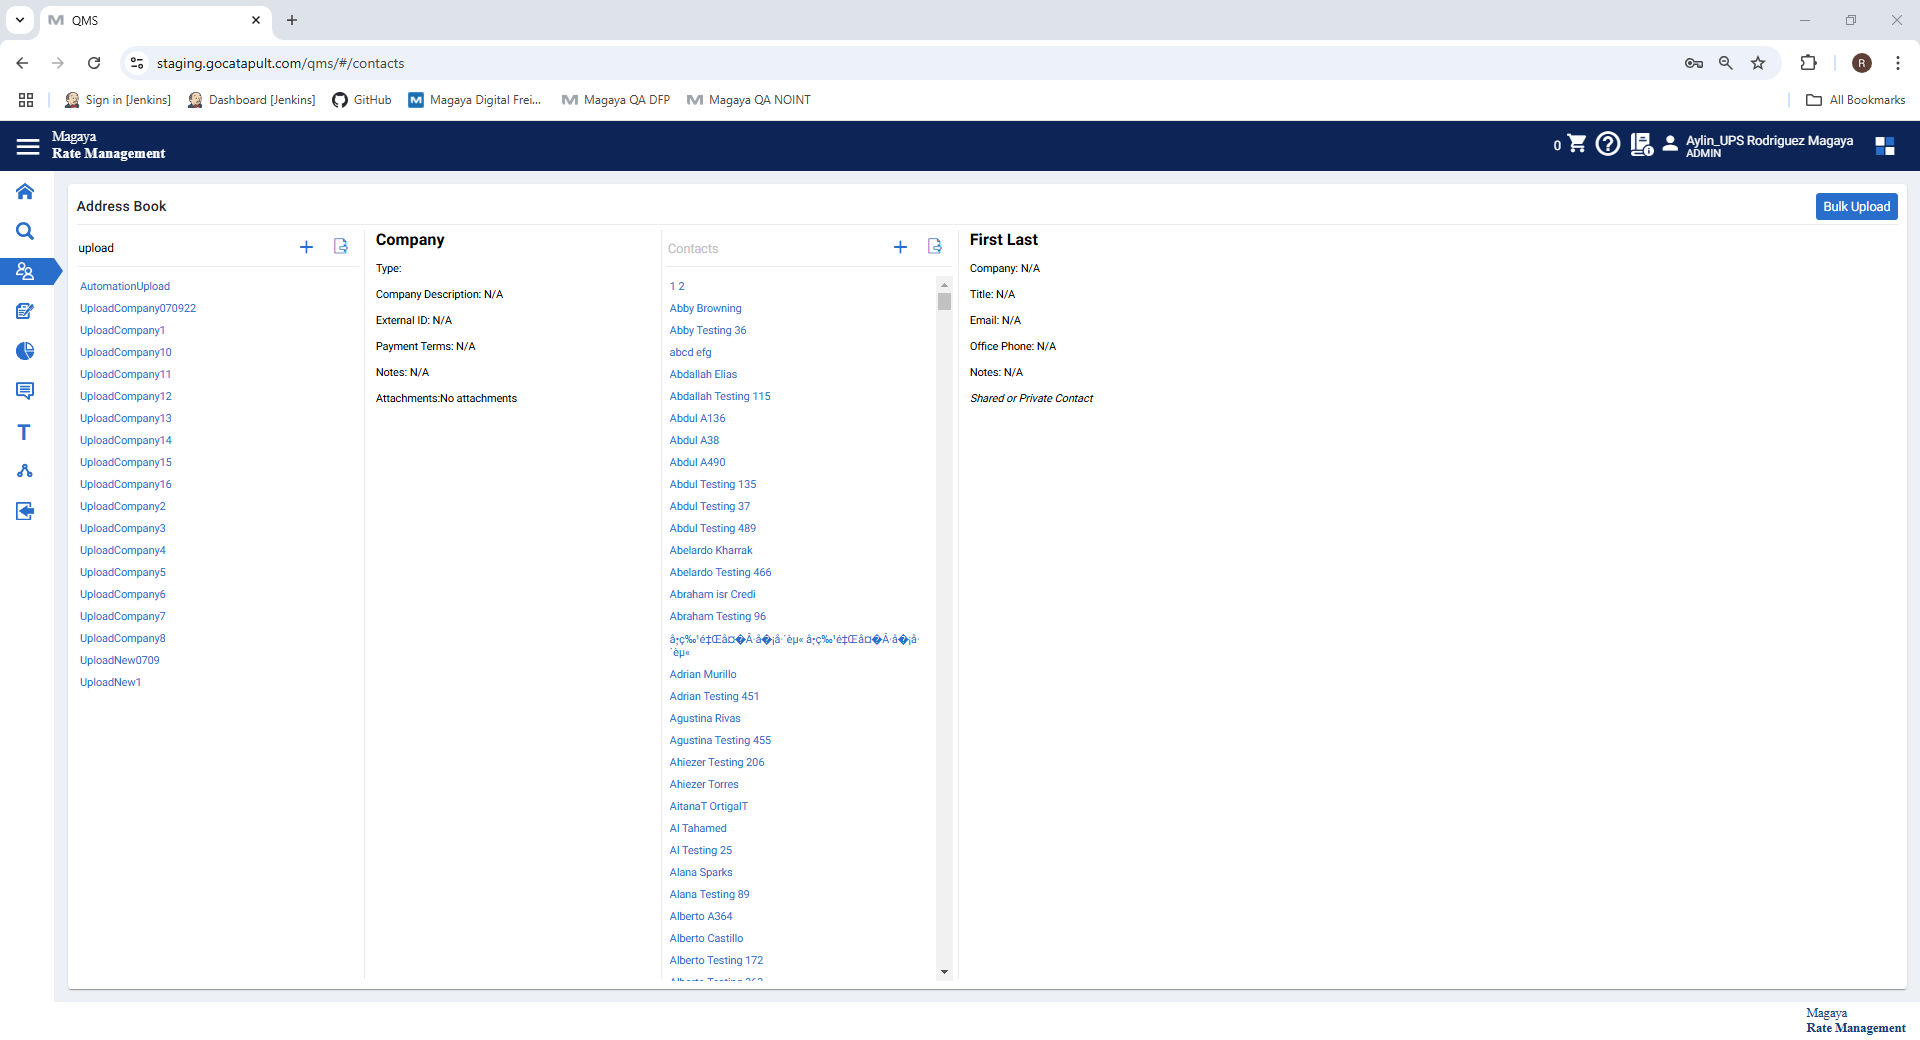 QMS
staging.gocatapult.com/qms/#/contacts
R
Sign in [Jenkins]
Dashboard [Jenkins]
GitHub
Magaya Digital Frei...
Magaya QA DFP
Magaya QA NOINT
All Bookmarks
Magaya
Rate Management
0
Aylin_UPS Rodriguez Magaya
ADMIN
Address Book
Bulk Upload
upload
AutomationUpload
UploadCompany070922
UploadCompany1
UploadCompany10
UploadCompany11
UploadCompany12
UploadCompany13
UploadCompany14
UploadCompany15
UploadCompany16
UploadCompany2
UploadCompany3
UploadCompany4
UploadCompany5
UploadCompany6
UploadCompany7
UploadCompany8
UploadNew0709
UploadNew1
Company
Type:
Company Description: N/A
External ID: N/A
Payment Terms: N/A
Notes: N/A
Attachments:No attachments
Contacts
1 2
Abby Browning
Abby Testing 36
abcd efg
Abdallah Elias
Abdallah Testing 115
Abdul A136
Abdul A38
Abdul A490
Abdul Testing 135
Abdul Testing 37
Abdul Testing 489
Abelardo Kharrak
Abelardo Testing 466
Abraham isr Credi
Abraham Testing 96
Adrian Murillo
Adrian Testing 451
Agustina Rivas
Agustina Testing 455
Ahiezer Testing 206
Ahiezer Torres
AitanaT OrtigaIT
Al Tahamed
Al Testing 25
Alana Sparks
Alana Testing 89
Alberto A364
Alberto Castillo
Alberto Testing 172
First Last
Company: N/A
Title: N/A
Email: N/A
Office Phone: N/A
Notes: N/A
Shared or Private Contact
Magaya
Rate Management